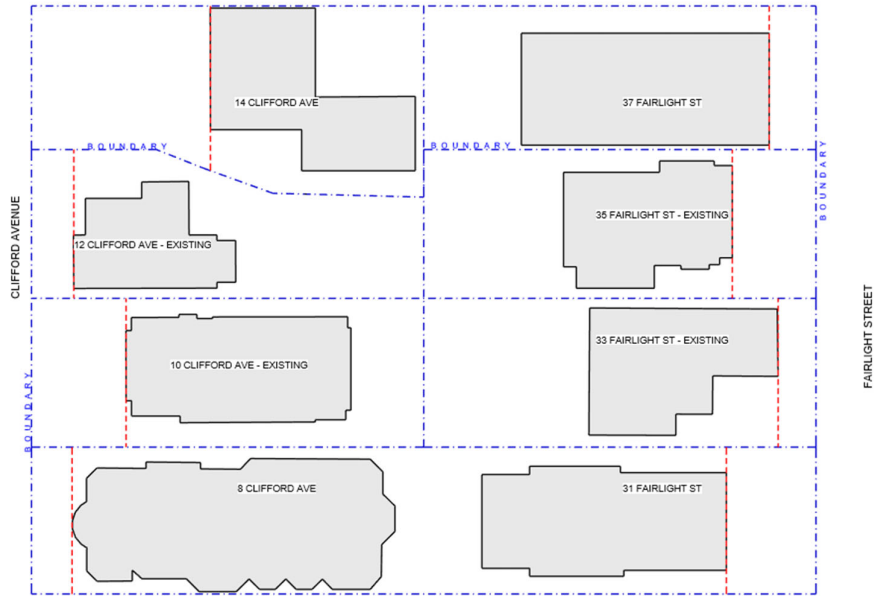 14 CLIFFORD AVE
37 FAIRLIGHT ST
BOUNDARY
BOUNDARY
BOUNDARY
35 FAIRLIGHT ST - EXISTING
CLIFFORD AVENUE
12 CLIFFORD AVE - EXISTING
FAIRLIGHT STREET
33 FAIRLIGHT ST - EXISTING
10 CLIFFORD AVE - EXISTING
BOUNDARY
8 CLIFFORD AVE
31 FAIRLIGHT ST